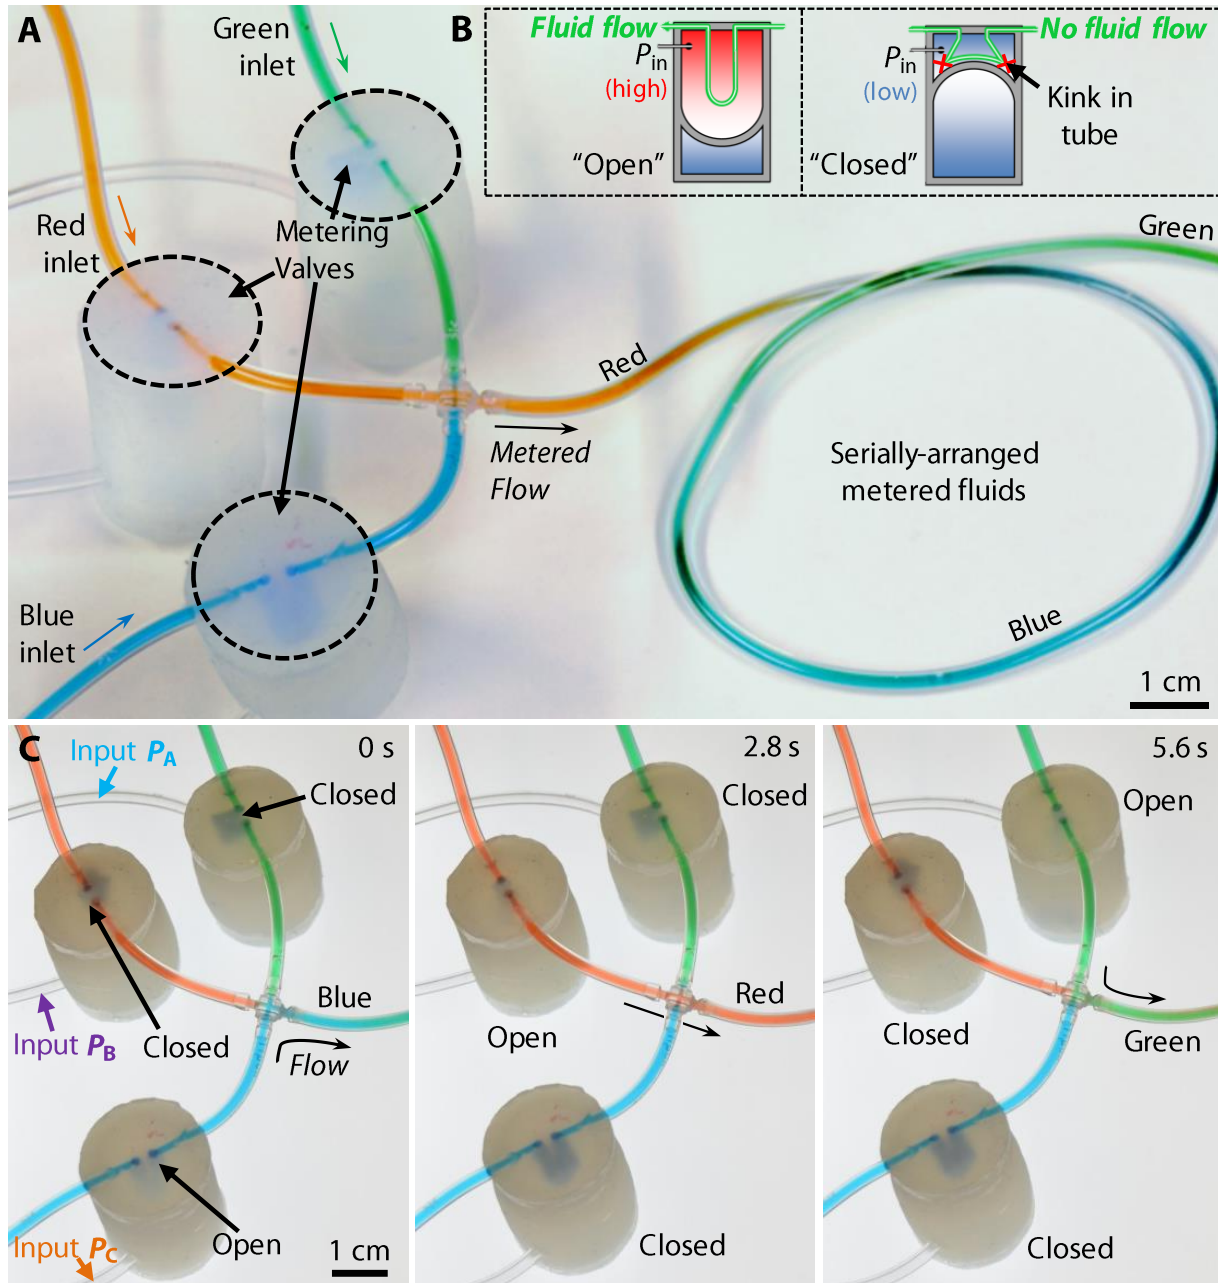 A
Green
inlet
Red
inlet
Metering
Valves
Blue
inlet
Red
Metered
Flow
Serially-arranged
metered fluids
Green
Blue
1 cm
B
Fluid flow
Pin
(high)
"Open"
No fluid flow
Pin
(low)
Kink in
tube
"Closed"
C
0 s
Input PA
Closed
Blue
Input PB
Closed
Flow
Input PC
Open
1 cm
2.8 s
Closed
Red
Open
Closed
5.6 s
Open
Closed
Green
Closed